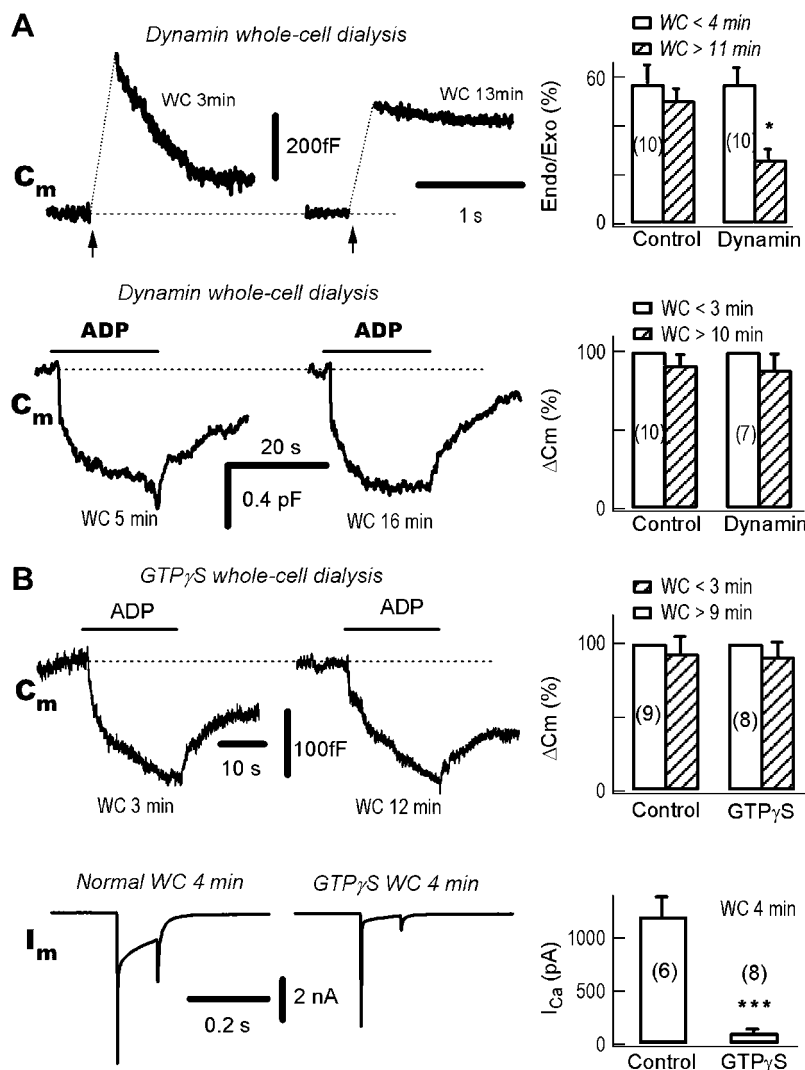 A
Dynamin whole-cell dialysis
WC 3min
WC 13min
200fF
Cm
1 s
WC < 4 min
WC > 11 min
Endo/Exo (%)
60
0
(10)
(10)
*
Control
Dynamin
Dynamin whole-cell dialysis
ADP
ADP
Cm
20 s
0.4 pF
WC 5 min
WC 16 min
WC < 3 min
WC > 10 min
ΔCm (%)
100
0
(10)
(7)
Control
Dynamin
B
GTPγS whole-cell dialysis
ADP
ADP
Cm
10 s
100fF
WC 3 min
WC 12 min
WC < 3 min
WC > 9 min
ΔCm (%)
100
0
(9)
(8)
Control
GTPγS
Normal WC 4 min
GTPγS WC 4 min
Im
0.2 s
2 nA
WC 4 min
ICa (pA)
1000
500
0
(6)
(8)
***
Control
GTPγS